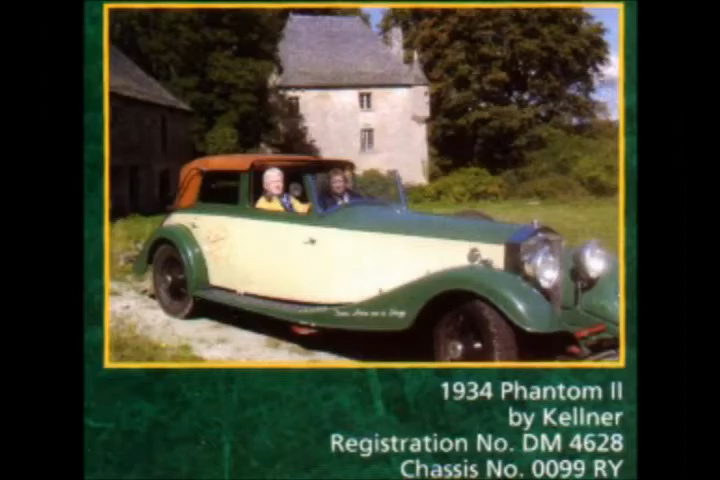 1934 Phantom II
by Kellner
Registration No. DM 4628
Chassis No. 0099 RY